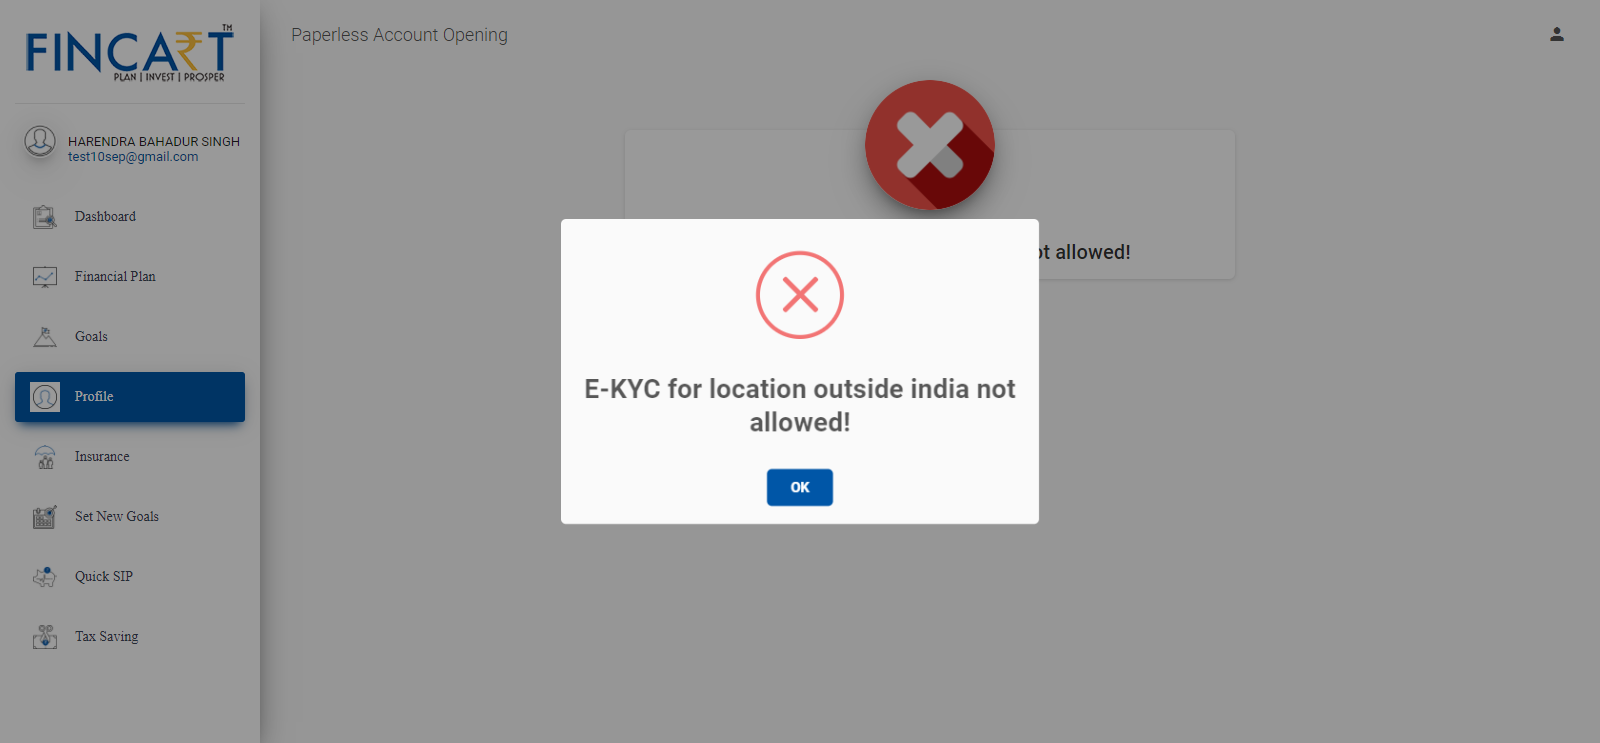 FINCART
TM
PLAN | INVEST | PROSPER
Paperless Account Opening
HARENDRA BAHADUR SINGH
test10sep@gmail.com
Dashboard
Financial Plan
Goals
Profile
Insurance
Set New Goals
Quick SIP
Tax Saving
allowed!
E-KYC for location outside india not
allowed!
OK